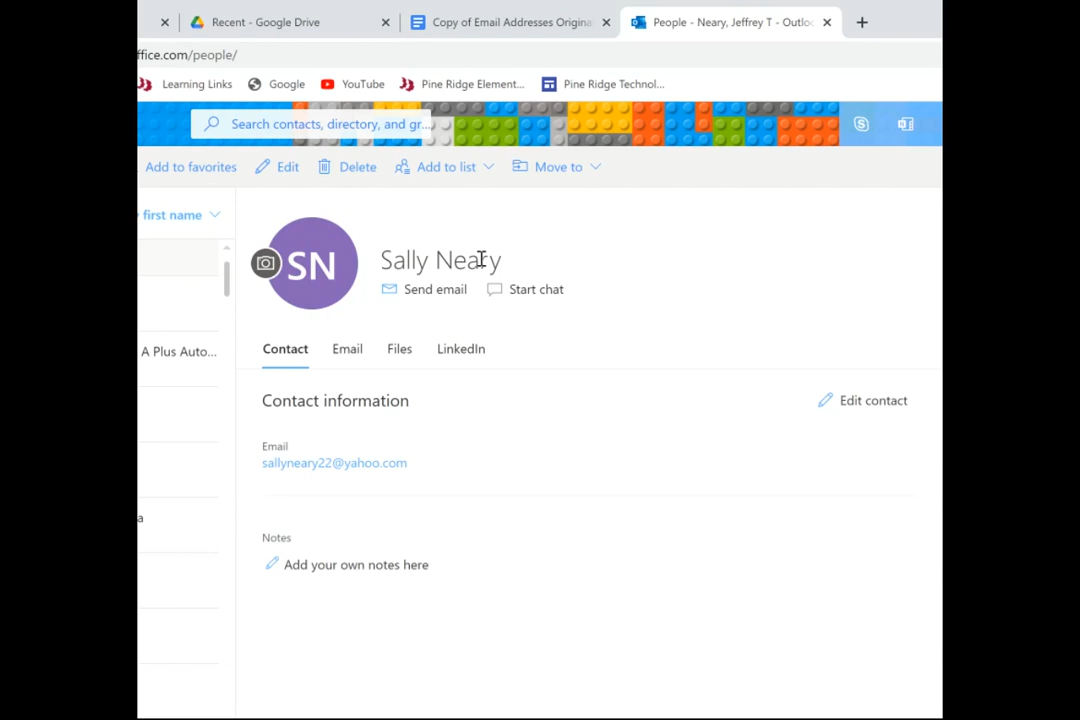 Recent - Google Drive
Copy of Email Addresses Origina
People - Neary, Jeffrey T - Outloo
ffice.com/people/
Learning Links
Google
YouTube
Pine Ridge Element...
Pine Ridge Technol...
Search contacts, directory, and gr...
Add to favorites
Edit
Delete
Add to list
Move to
first name
SN
Sally Neary
Send email
Start chat
A Plus Auto...
Contact
Email
Files
LinkedIn
Contact information
Edit contact
Email
sallyneary22@yahoo.com
a
Notes
Add your own notes here